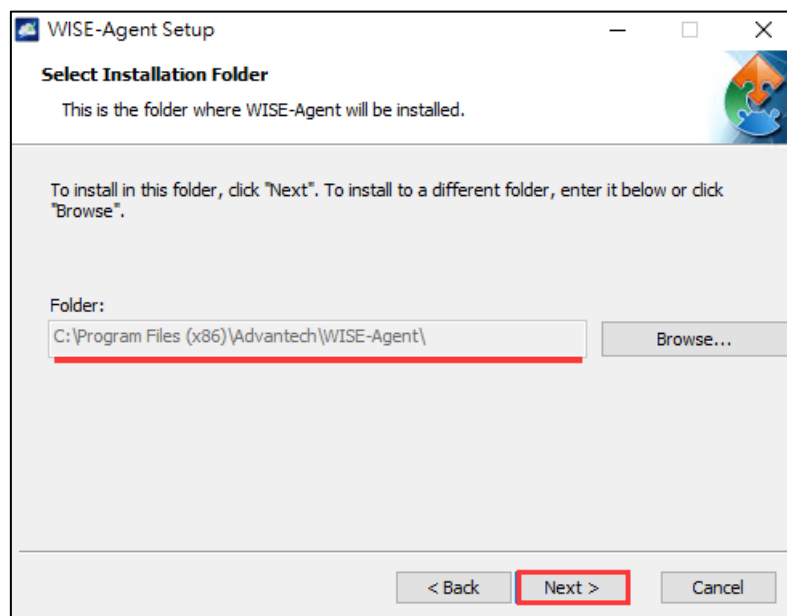 WISE-Agent Setup
Select Installation Folder
This is the folder where WISE-Agent will be installed.
To install in this folder, click "Next". To install to a different folder, enter it below or click
"Browse".
Folder:
C:\Program Files (x86)\Advantech\WISE-Agent\
Browse...
< Back
Next >
Cancel